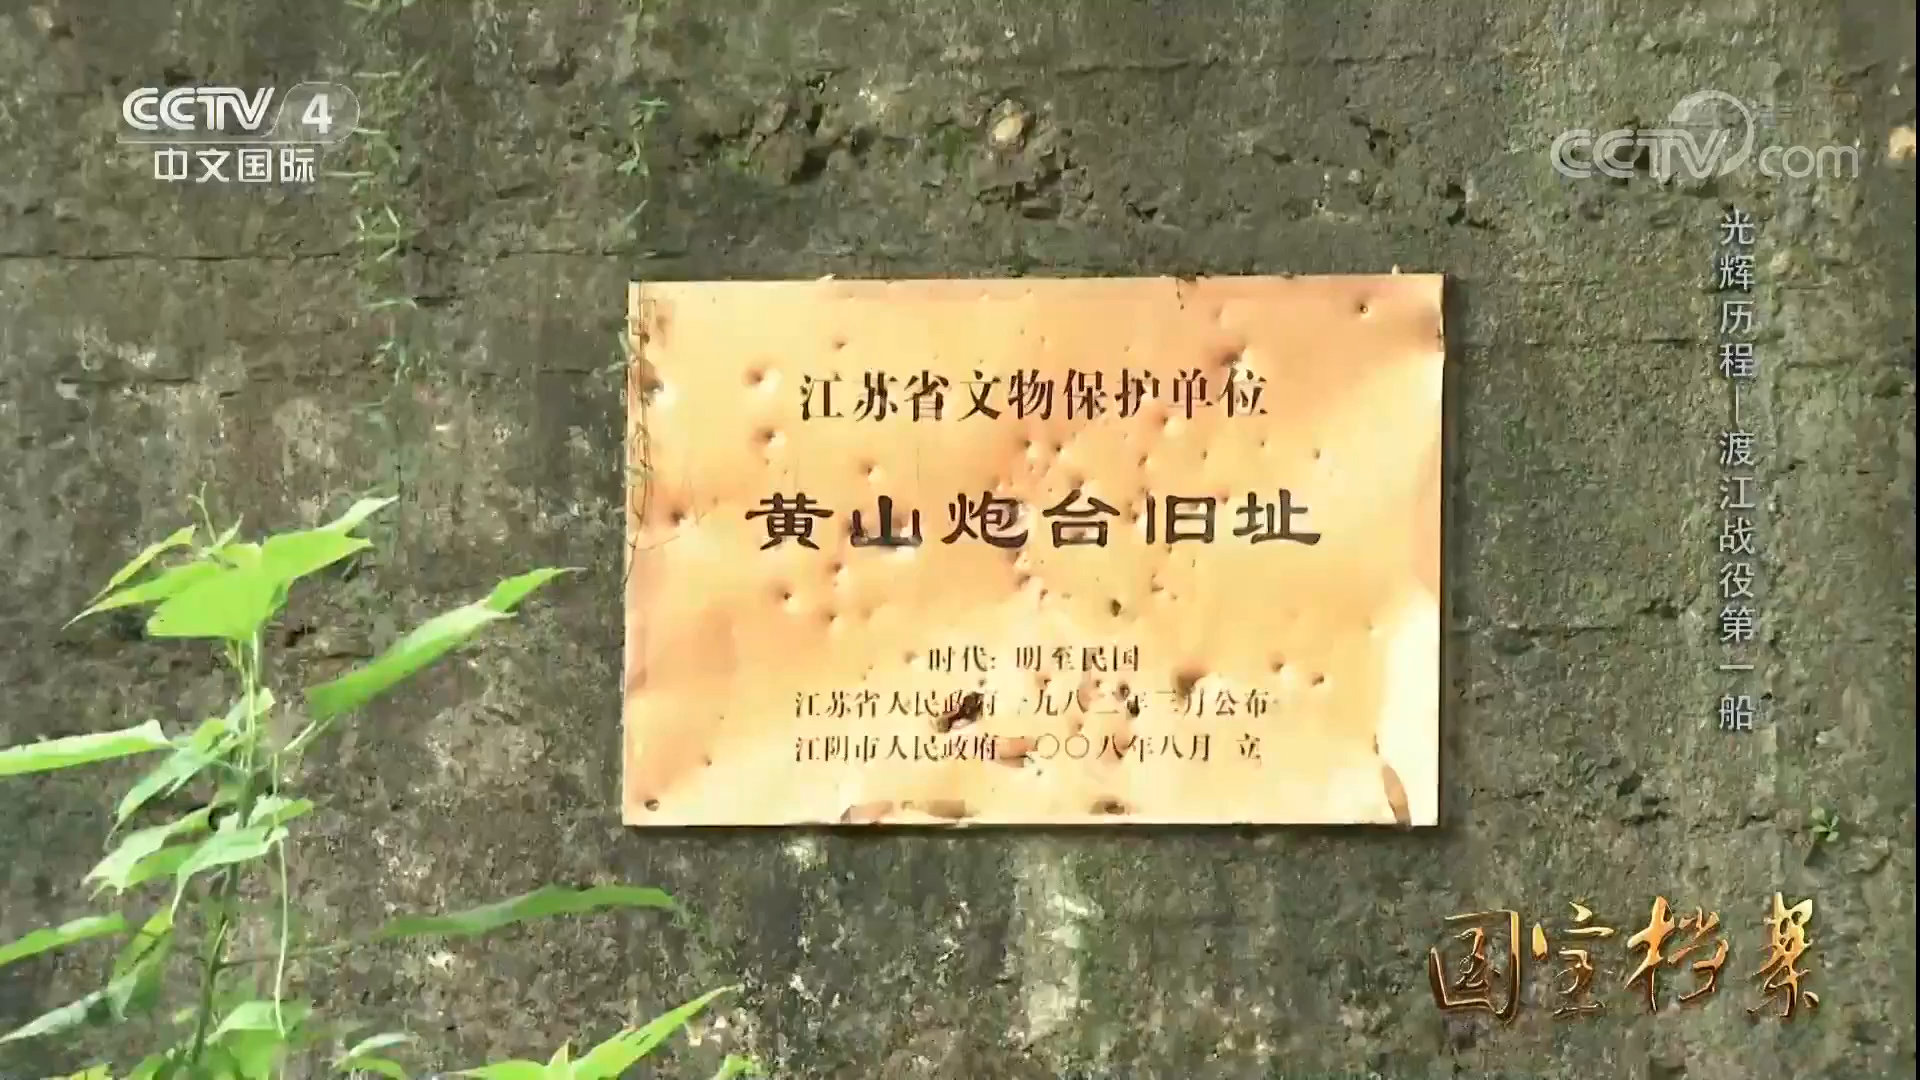 CCTV 4
中文国际
CCTV.com
光辉历程—渡江战役第一船
江苏省文物保护单位
黄山炮台旧址
时代：明至民国
江苏省人民政府一九八二年三月公布
江阴市人民政府二〇〇八年八月 立
国宝档案